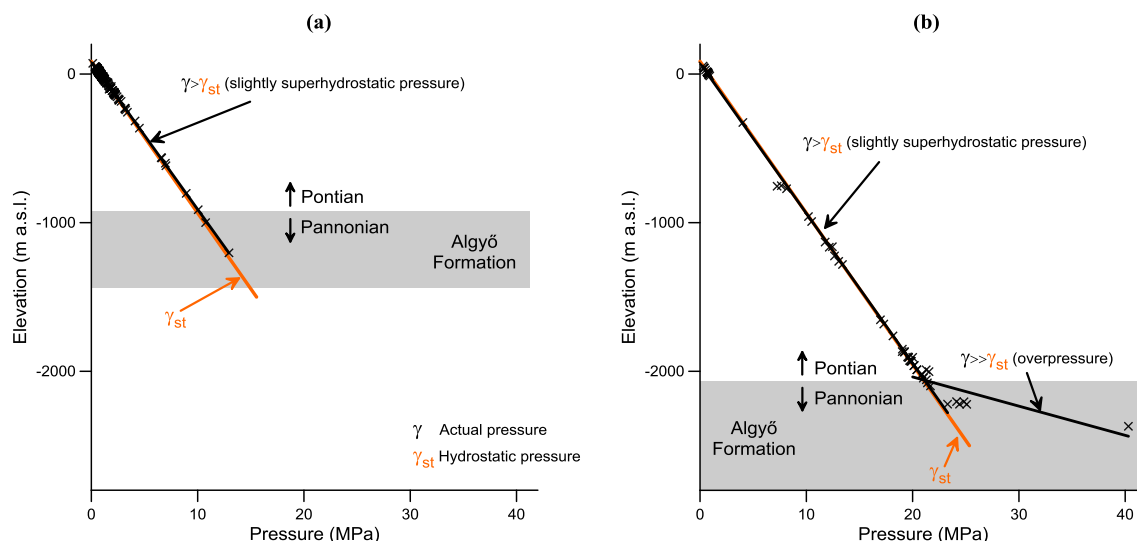 (a)
γ>γst (slightly superhydrostatic pressure)
Pontian
Pannonian
Algyő
Formation
γst
γ Actual pressure
γst Hydrostatic pressure
0
-1000
-2000
Elevation (m a.s.l.)
0 10 20 30 40
Pressure (MPa)
(b)
γ>γst (slightly superhydrostatic pressure)
γ>>γst (overpressure)
Pontian
Pannonian
Algyő
Formation
γst
0
-1000
-2000
Elevation (m a.s.l.)
0 10 20 30 40
Pressure (MPa)